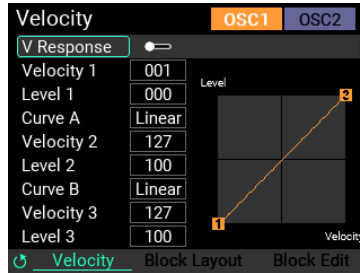 Velocity OSC1 OSC2
V Response
Velocity 1 001
Level 1 000
Curve A Linear
Velocity 2 127
Level 2 100
Curve B Linear
Velocity 3 127
Level 3 100
Level
2
1
Velocity
Velocity Block Layout Block Edit